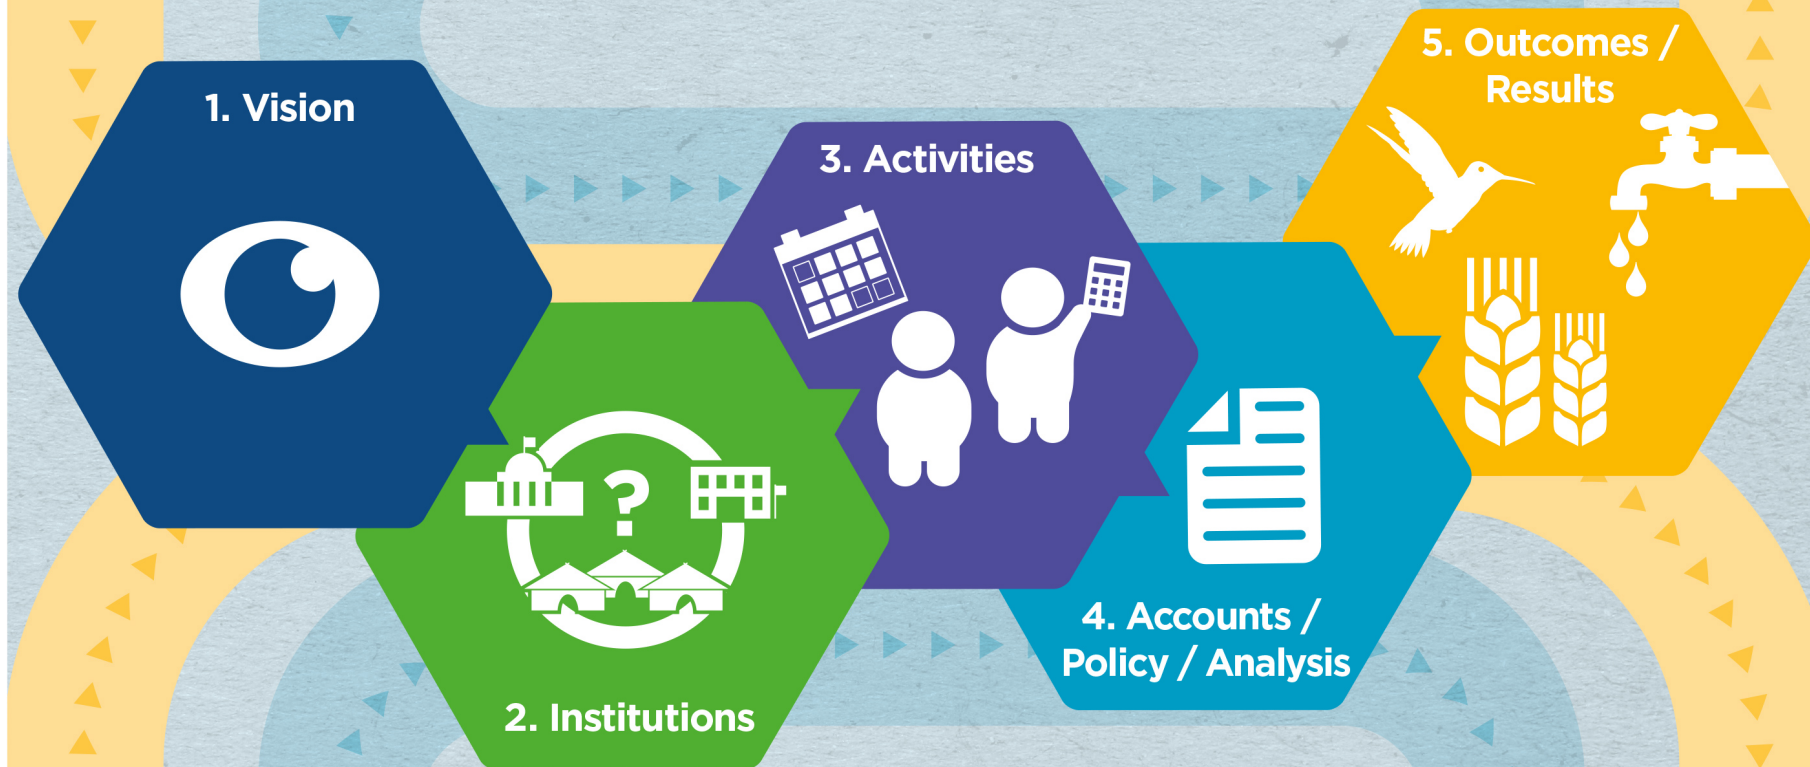 1. Vision
2. Institutions
?
3. Activities
4. Accounts /
Policy / Analysis
5. Outcomes /
Results